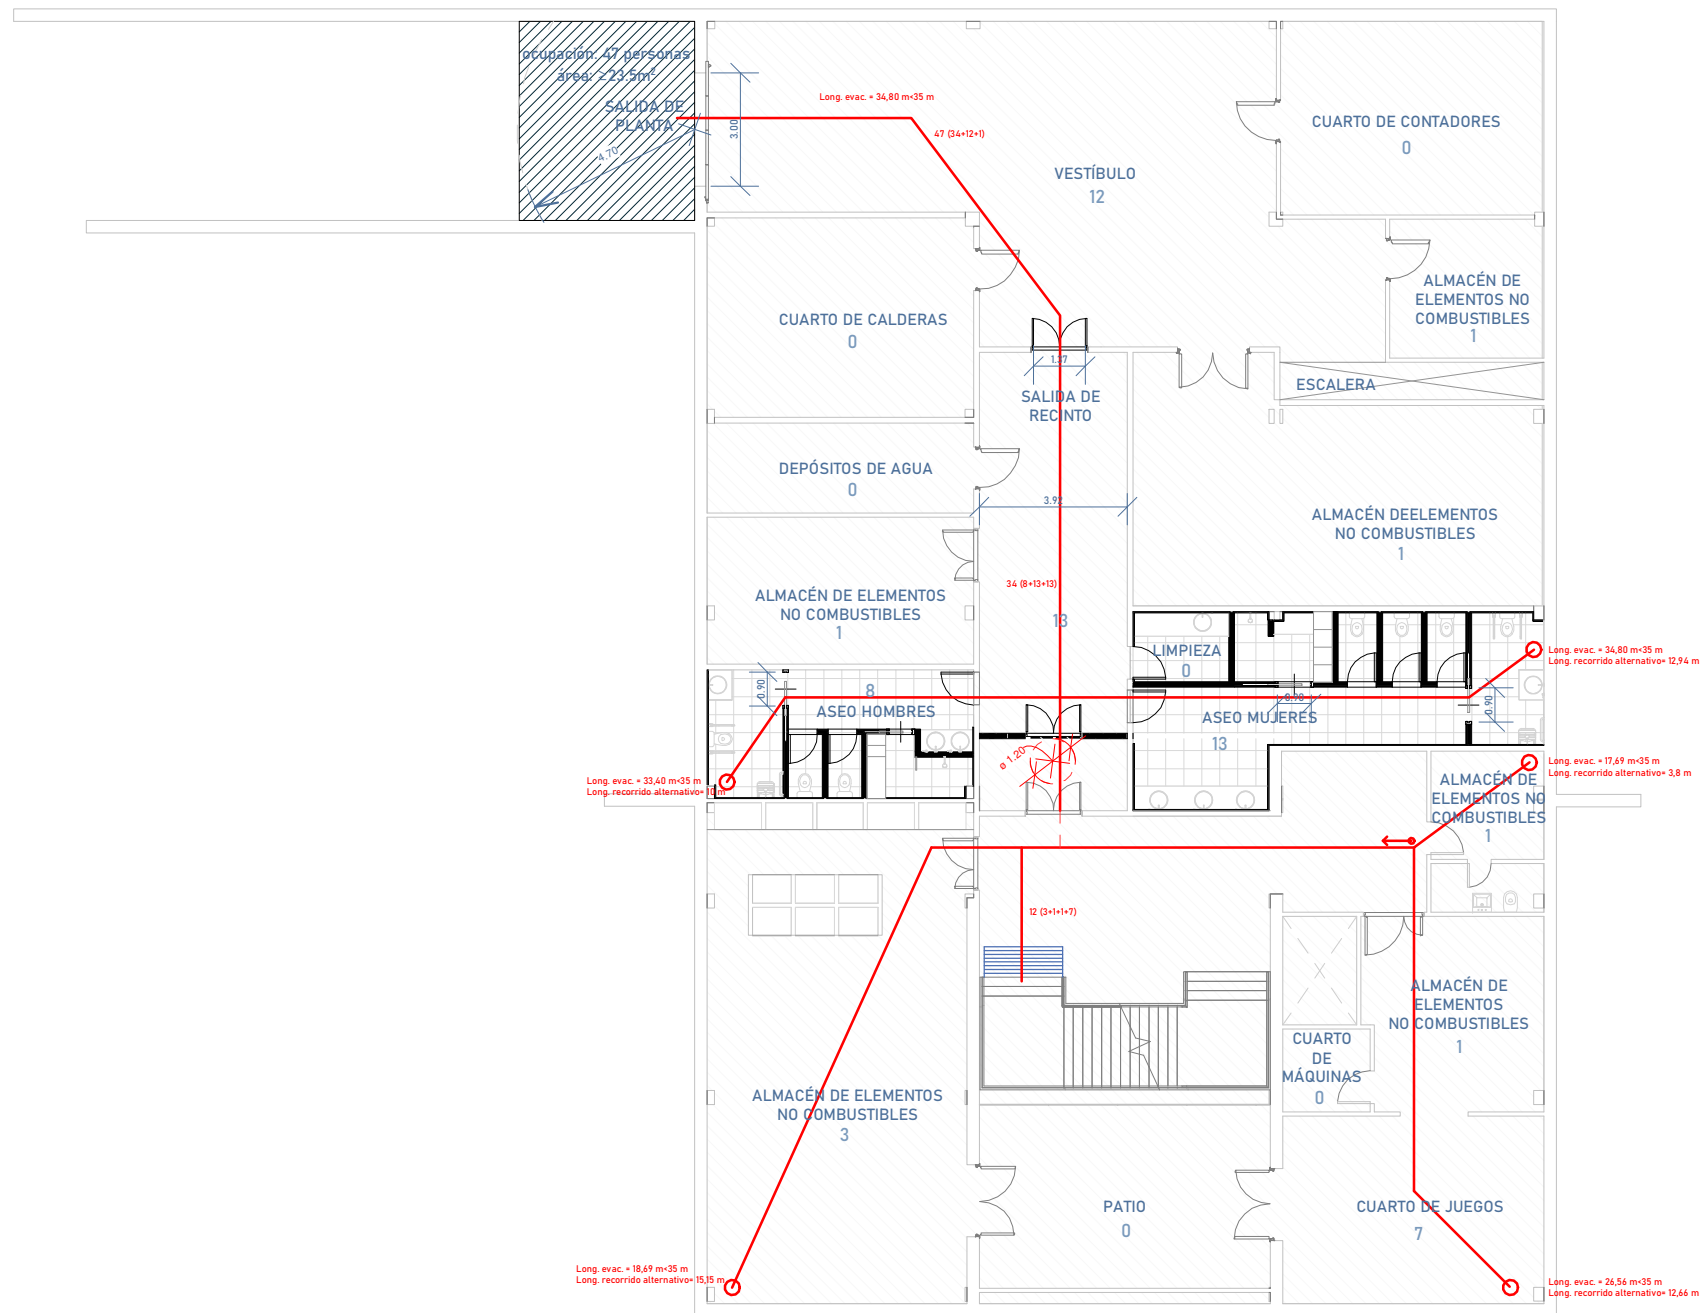 ocupación: 47 personas
área: ≥23.5m²
SALIDA DE
PLANTA
4.70
3.00
Long. evac. = 34,80 m<35 m
47 (34+12+1)
VESTÍBULO
12
CUARTO DE CONTADORES
0
ALMACÉN DE
ELEMENTOS NO
COMBUSTIBLES
1
CUARTO DE CALDERAS
0
1.37
SALIDA DE
RECINTO
ESCALERA
DEPÓSITOS DE AGUA
0
3.92
ALMACÉN DEELEMENTOS
NO COMBUSTIBLES
1
ALMACÉN DE ELEMENTOS
NO COMBUSTIBLES
1
34 (8+13+13)
13
LIMPIEZA
0
Long. evac. = 34,80 m<35 m
Long. recorrido alternativo= 12,94 m
0.90
8
ASEO HOMBRES
0.90
ASEO MUJERES
13
0.90
ø 1.20
Long. evac. = 33,40 m<35 m
Long. recorrido alternativo= 10 m
Long. evac. = 17,69 m<35 m
Long. recorrido alternativo= 3,8 m
ALMACÉN DE
ELEMENTOS NO
COMBUSTIBLES
1
12 (3+1+1+7)
ALMACÉN DE
ELEMENTOS
NO COMBUSTIBLES
1
CUARTO
DE
MÁQUINAS
0
ALMACÉN DE ELEMENTOS
NO COMBUSTIBLES
3
PATIO
0
CUARTO DE JUEGOS
7
Long. evac. = 18,69 m<35 m
Long. recorrido alternativo= 15,15 m
Long. evac. = 26,56 m<35 m
Long. recorrido alternativo= 12,66 m